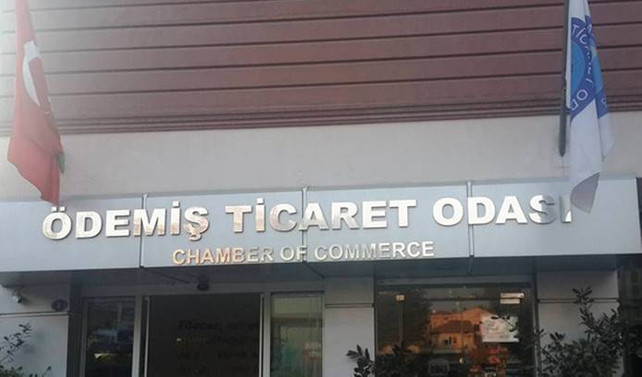 ÖDEMİŞ TİCARET ODASI
CHAMBER OF COMMERCE